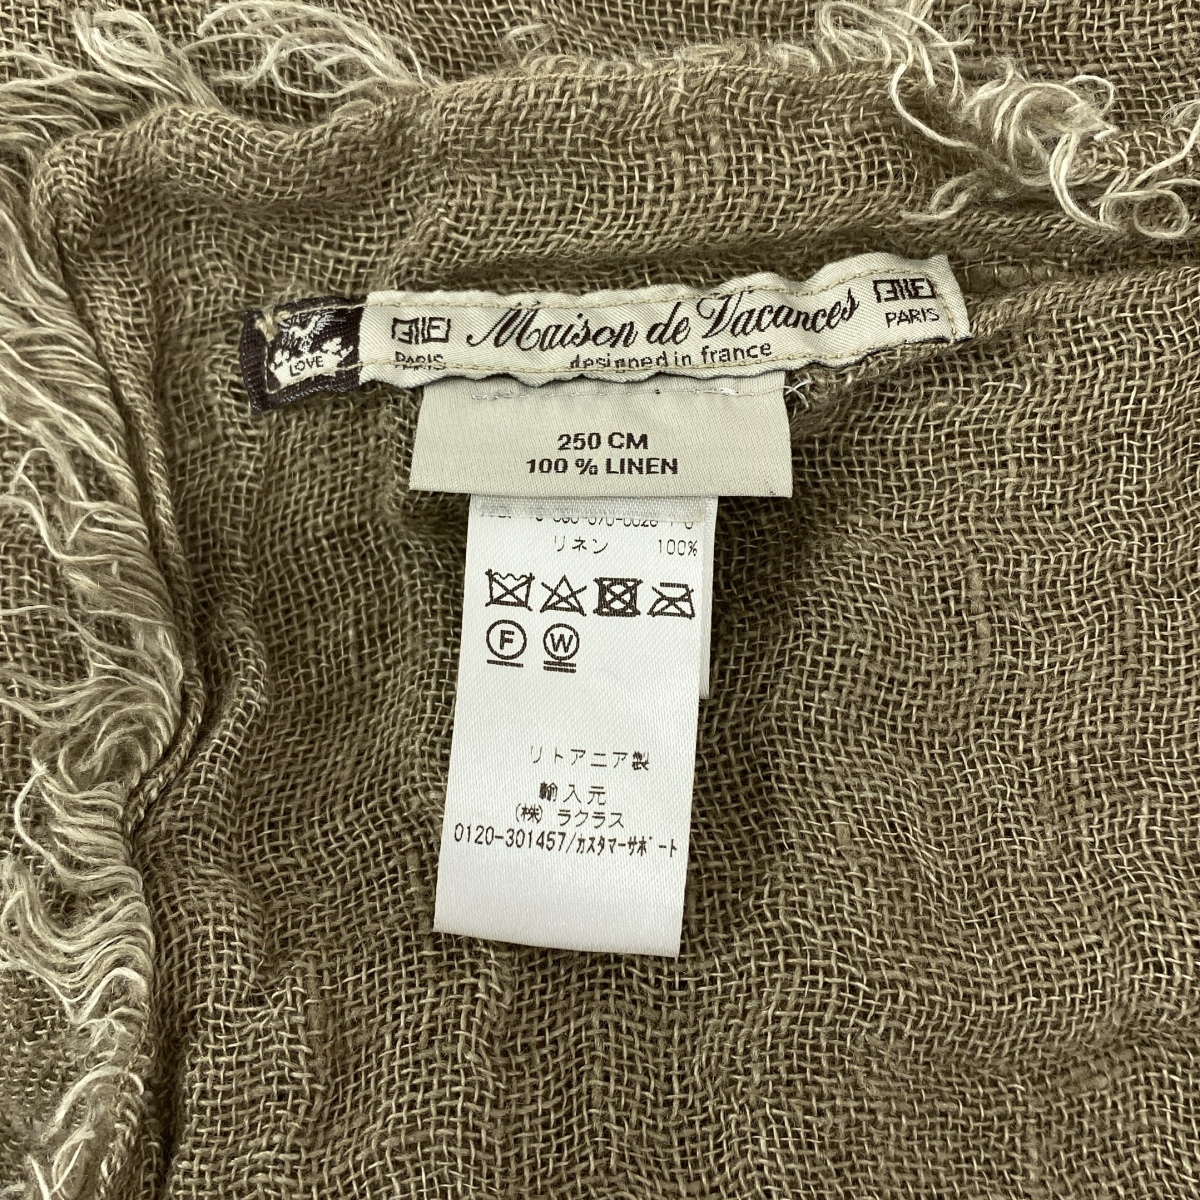 LOVE
PARIS
Maison de Vacances
designed in france
PARIS
250 CM
100 % LINEN
リネン 100%
F W
リトアニア製
輸入元
(株) ラクラス
0120-301457/カスタマーサポート